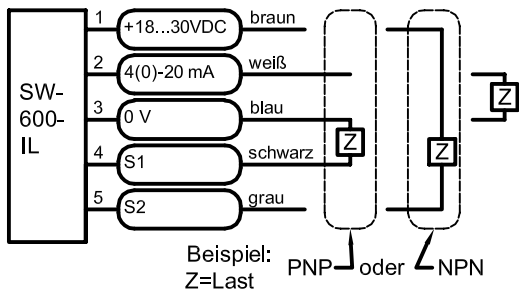 SW-
600-
IL
1 +18...30VDC braun
2 4(0)-20 mA weiß
3 0 V blau
4 S1 schwarz
5 S2 grau
Z
Z
Z
Beispiel:
Z=Last
PNP oder NPN